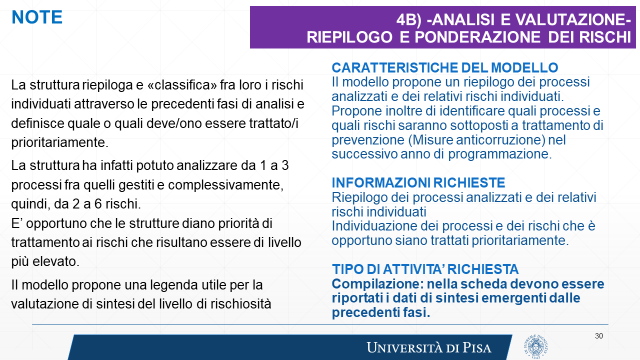 NOTE
4B) -ANALISI E VALUTAZIONE-
RIEPILOGO E PONDERAZIONE DEI RISCHI
La struttura riepiloga e «classifica» fra loro i rischi
individuati attraverso le precedenti fasi di analisi e
definisce quale o quali deve/ono essere trattato/i
prioritariamente.
La struttura ha infatti potuto analizzare da 1 a 3
processi fra quelli gestiti e complessivamente,
quindi, da 2 a 6 rischi.
E’ opportuno che le strutture diano priorità di
trattamento ai rischi che risultano essere di livello
più elevato.
Il modello propone una legenda utile per la
valutazione di sintesi del livello di rischiosità
CARATTERISTICHE DEL MODELLO
Il modello propone un riepilogo dei processi
analizzati e dei relativi rischi individuati.
Propone inoltre di identificare quali processi e
quali rischi saranno sottoposti a trattamento di
prevenzione (Misure anticorruzione) nel
successivo anno di programmazione.
INFORMAZIONI RICHIESTE
Riepilogo dei processi analizzati e dei relativi
rischi individuati
Individuazione dei processi e dei rischi che è
opportuno siano trattati prioritariamente.
TIPO DI ATTIVITA’ RICHIESTA
Compilazione: nella scheda devono essere
riportati i dati di sintesi emergenti dalle
precedenti fasi.
30
UNIVERSITÀ DI PISA